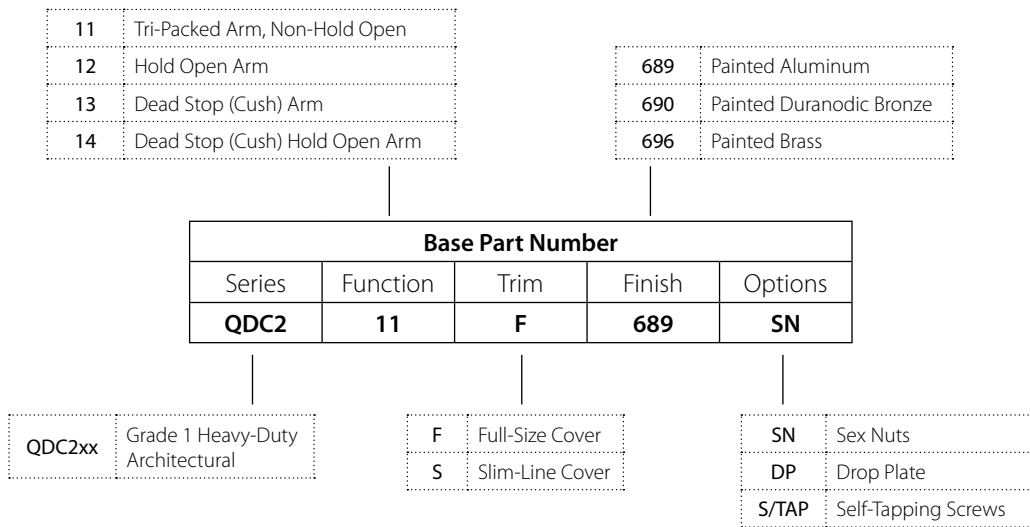 11 Tri-Packed Arm, Non-Hold Open
12 Hold Open Arm
13 Dead Stop (Cush) Arm
14 Dead Stop (Cush) Hold Open Arm
689 Painted Aluminum
690 Painted Duranodic Bronze
696 Painted Brass
Base Part Number
Series Function Trim Finish Options
QDC2 11 F 689 SN
QDC2xx Grade 1 Heavy-Duty
Architectural
F Full-Size Cover
S Slim-Line Cover
SN Sex Nuts
DP Drop Plate
S/TAP Self-Tapping Screws